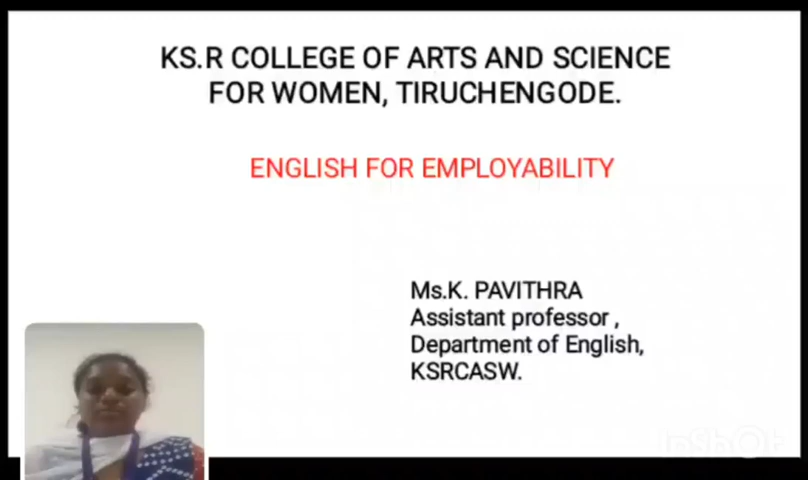 KS.R COLLEGE OF ARTS AND SCIENCE
FOR WOMEN, TIRUCHENGODE.
ENGLISH FOR EMPLOYABILITY
Ms.K. PAVITHRA
Assistant professor ,
Department of English,
KSRCASW.
InShOt